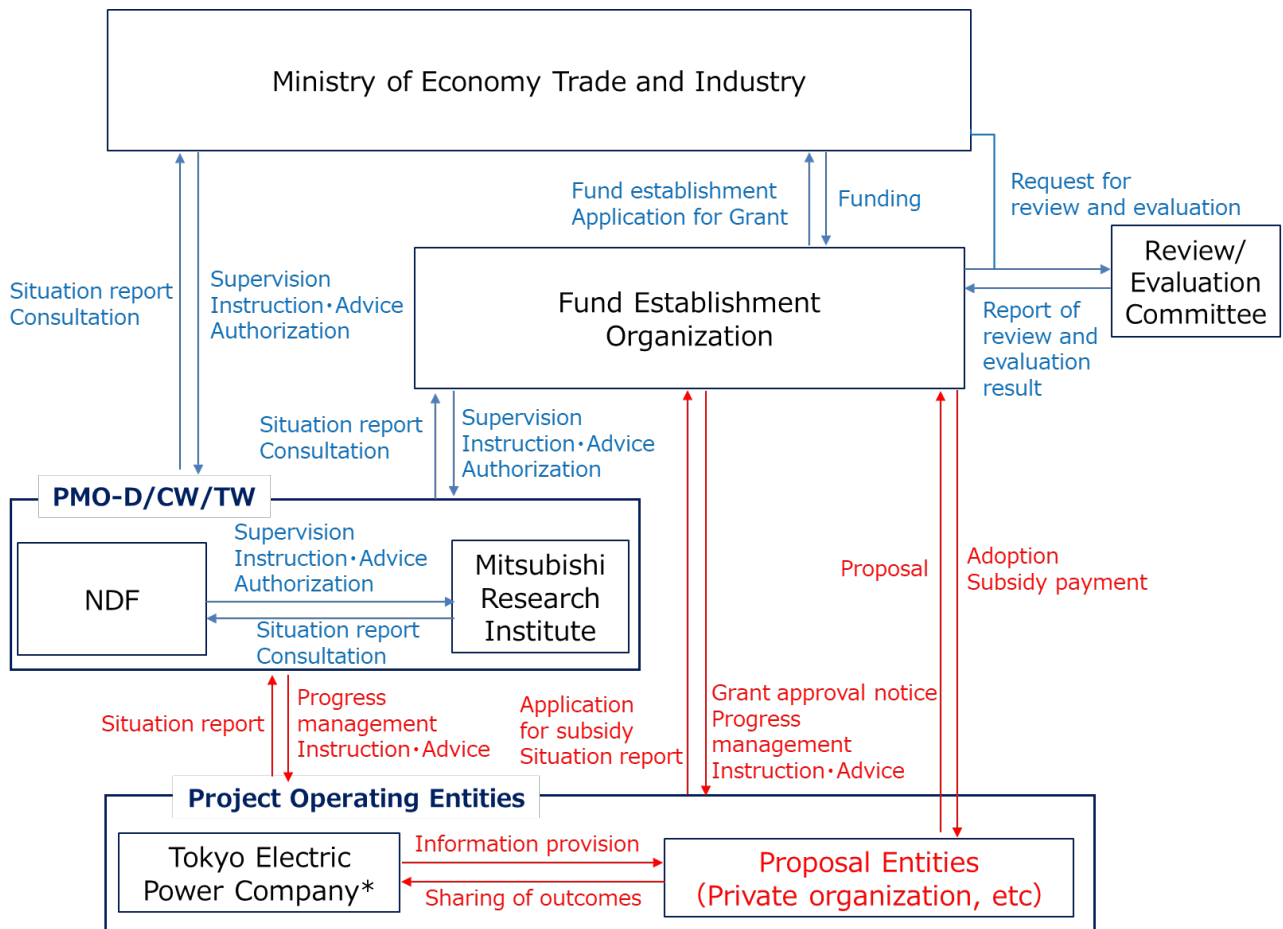 Ministry of Economy Trade and Industry
Fund establishment
Application for Grant
Funding
Request for
review and evaluation
Situation report
Consultation
Supervision
Instruction・Advice
Authorization
Fund Establishment
Organization
Review/
Evaluation
Committee
Report of
review and
evaluation
result
Situation report
Consultation
Supervision
Instruction・Advice
Authorization
PMO-D/CW/TW
NDF
Supervision
Instruction・Advice
Authorization
Situation report
Consultation
Mitsubishi
Research
Institute
Proposal
Adoption
Subsidy payment
Situation report
Progress
management
Instruction・Advice
Application
for subsidy
Situation report
Grant approval notice
Progress
management
Instruction・Advice
Project Operating Entities
Tokyo Electric
Power Company*
Information provision
Sharing of outcomes
Proposal Entities
（Private organization, etc）